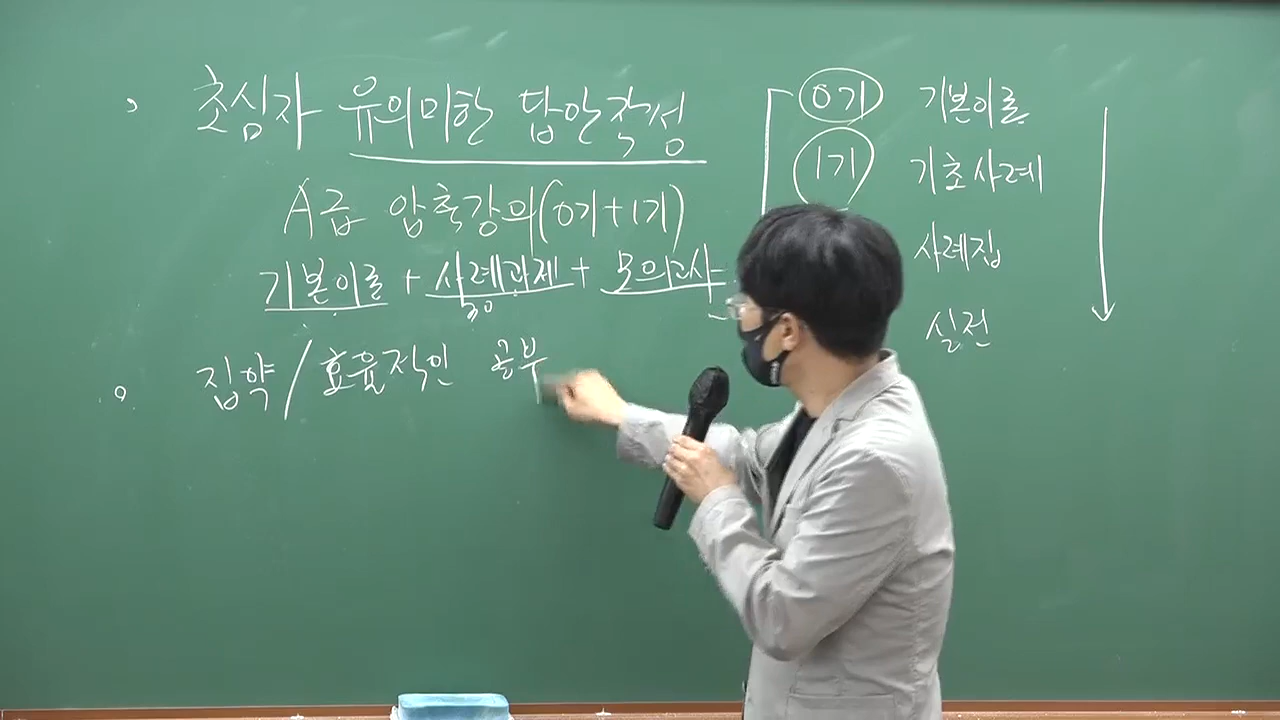 초심자 유의미한 답안작성
A급 압축강의(0기+1기)
기본이론 + 사례과제 + 모의고사
30
집약/효율적인 공부
0기 기본이론
1기 기초사례
사례집
실전